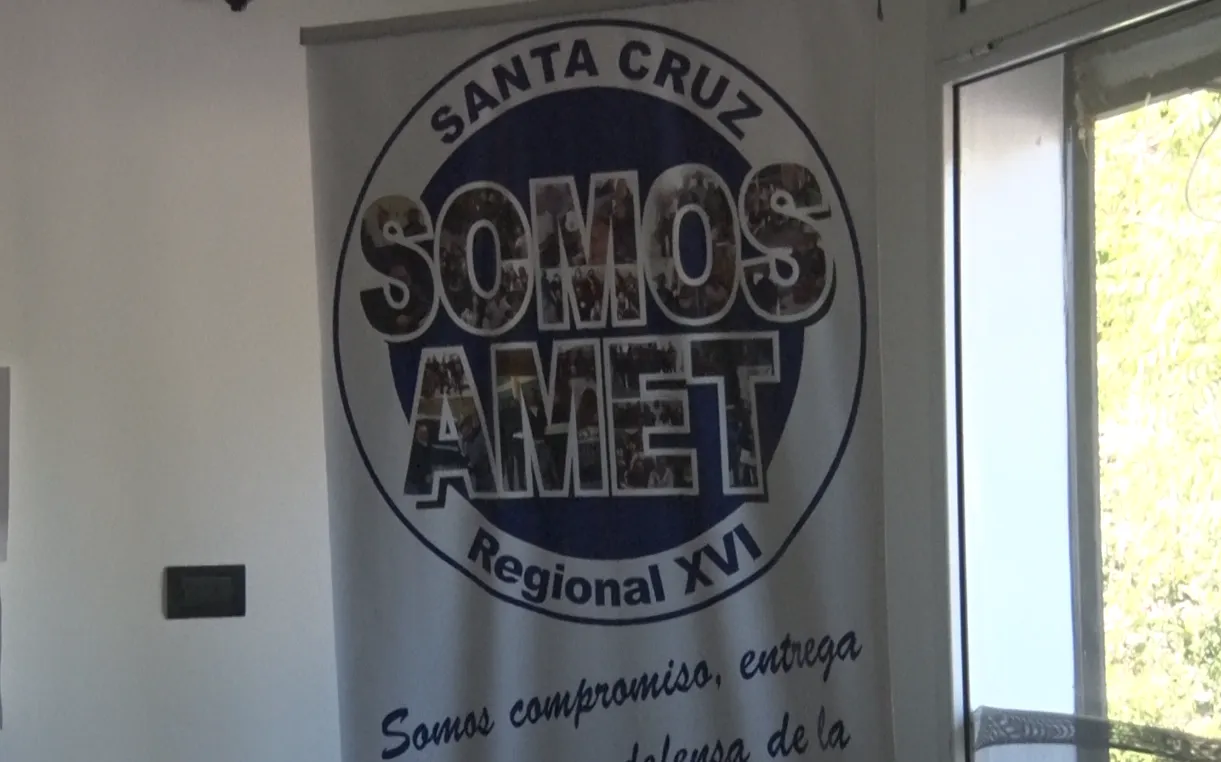 SANTA CRUZ
SOMOS
AMET
Regional XVI
Somos compromiso, entrega
defensa de la